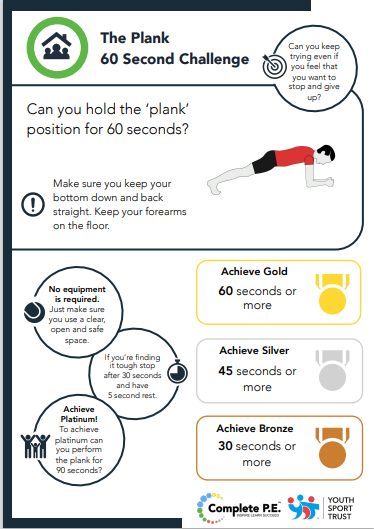 The Plank
60 Second Challenge
Can you keep
trying even if
you feel that
you want to
stop and give
up?
Can you hold the ‘plank’
position for 60 seconds?
Make sure you keep your
bottom down and back
straight. Keep your forearms
on the floor.
No equipment
is required.
Just make sure
you use a clear,
open and safe
space.
If you’re finding
it tough stop
after 30 seconds
and have
5 second rest.
Achieve
Platinum!
To achieve
platinum can
you perform
the plank for
90 seconds?
Achieve Gold
60 seconds or
more
Achieve Silver
45 seconds or
more
Achieve Bronze
30 seconds or
more
Complete P.E.
INSPIRE LEARN SUCCEED
YOUTH
SPORT
TRUST